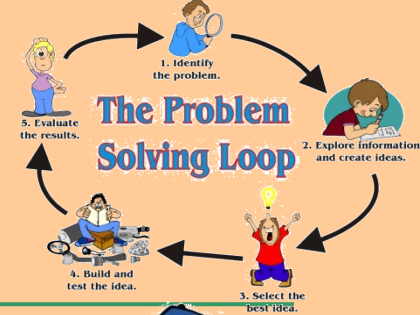 The Problem
Solving Loop
1. Identify
the problem.
2. Explore information
and create ideas.
3. Select the
best idea.
4. Build and
test the idea.
5. Evaluate
the results.